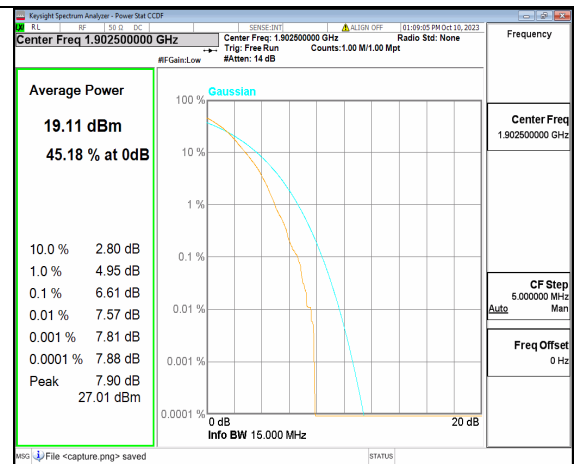 Keysight Spectrum Analyzer - Power Stat CCDF
RL RF 50 Ω DC SENSE:INT ALIGN OFF 01:09:05 PM Oct 10, 2023
Center Freq 1.902500000 GHz
Center Freq: 1.902500000 GHz Radio Std: None
Trig: Free Run Counts:1.00 M/1.00 Mpt
#IFGain:Low #Atten: 14 dB
Frequency
Average Power
19.11 dBm
45.18 % at 0dB
10.0 % 2.80 dB
1.0 % 4.95 dB
0.1 % 6.61 dB
0.01 % 7.57 dB
0.001 % 7.81 dB
0.0001 % 7.88 dB
Peak 7.90 dB
27.01 dBm
Gaussian
100 %
10 %
1 %
0.1 %
0.01 %
0.001 %
0.0001 %
0 dB 20 dB
Info BW 15.000 MHz
Center Freq
1.902500000 GHz
CF Step
5.000000 MHz
Auto Man
Freq Offset
0 Hz
MSG File <capture.png> saved STATUS